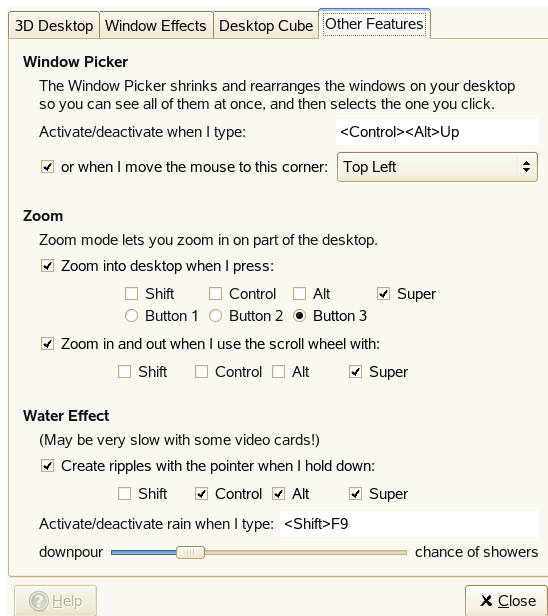 3D Desktop Window Effects Desktop Cube Other Features
Window Picker
The Window Picker shrinks and rearranges the windows on your desktop
so you can see all of them at once, and then selects the one you click.
Activate/deactivate when I type: <Control><Alt>Up
or when I move the mouse to this corner: Top Left
Zoom
Zoom mode lets you zoom in on part of the desktop.
Zoom into desktop when I press:
Shift Control Alt Super
Button 1 Button 2 Button 3
Zoom in and out when I use the scroll wheel with:
Shift Control Alt Super
Water Effect
(May be very slow with some video cards!)
Create ripples with the pointer when I hold down:
Shift Control Alt Super
Activate/deactivate rain when I type: <Shift>F9
downpour chance of showers
Help Close